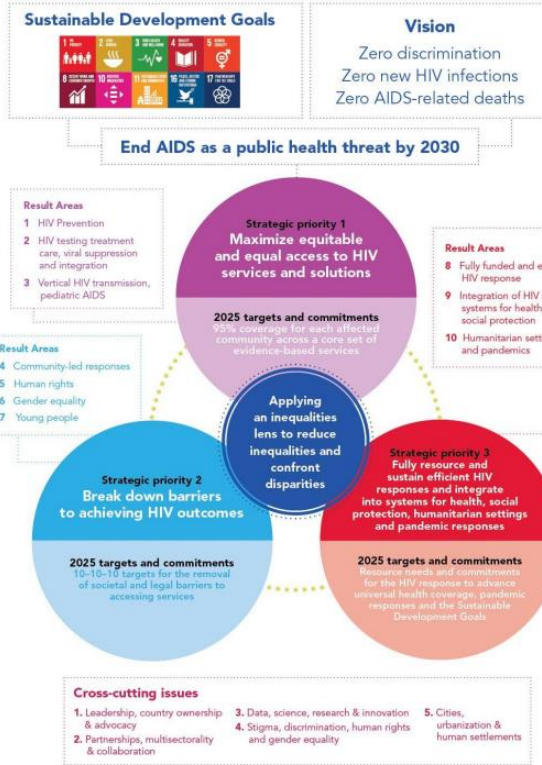 Sustainable Development Goals
Vision
Zero discrimination
Zero new HIV infections
Zero AIDS-related deaths
End AIDS as a public health threat by 2030
Result Areas
1 HIV Prevention
2 HIV testing treatment
care, viral suppression
and integration
3 Vertical HIV transmission,
pediatric AIDS
Strategic priority 1
Maximize equitable
and equal access to HIV
services and solutions
2025 targets and commitments
95% coverage for each affected
community across a core set of
evidence-based services
Result Areas
8 Fully funded and
HIV response
9 Integration of HIV
systems for health
social protection
10 Humanitarian
and pandemics
Result Areas
4 Community-led responses
5 Human rights
6 Gender equality
7 Young people
Applying
an inequalities
lens to reduce
inequalities and
confront
disparities
Strategic priority 2
Break down barriers
to achieving HIV outcomes
2025 targets and commitments
10–10–10 targets for the removal
of societal and legal barriers to
accessing services
Strategic priority 3
Fully resource and
sustain efficient HIV
responses and integrate
into systems for health, social
protection, humanitarian settings
and pandemic responses
2025 targets and commitments
Resource needs and commitments
for the HIV response to advance
universal health coverage, pandemic
responses and the Sustainable
Development Goals
Cross-cutting issues
1. Leadership, country ownership
& advocacy
2. Partnerships, multisectorality
& collaboration
3. Data, science, research & innovation
4. Stigma, discrimination, human rights
and gender equality
5. Cities,
urbanization &
human settlements